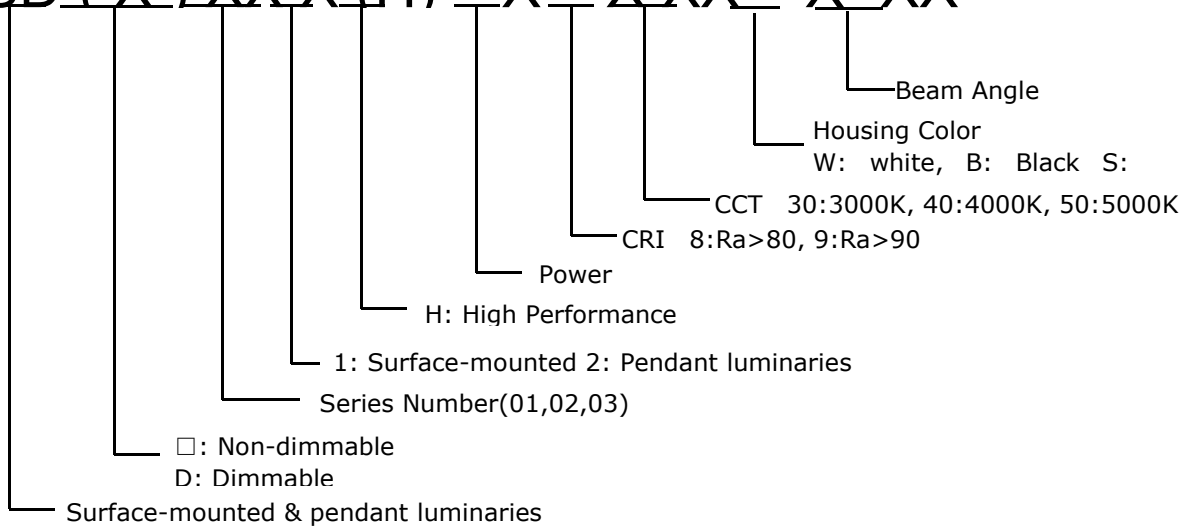 Beam Angle
Housing Color
W: white, B: Black S:
CCT 30:3000K, 40:4000K, 50:5000K
CRI 8:Ra>80, 9:Ra>90
Power
H: High Performance
1: Surface-mounted 2: Pendant luminaries
Series Number(01,02,03)
□: Non-dimmable
D: Dimmable
Surface-mounted & pendant luminaries